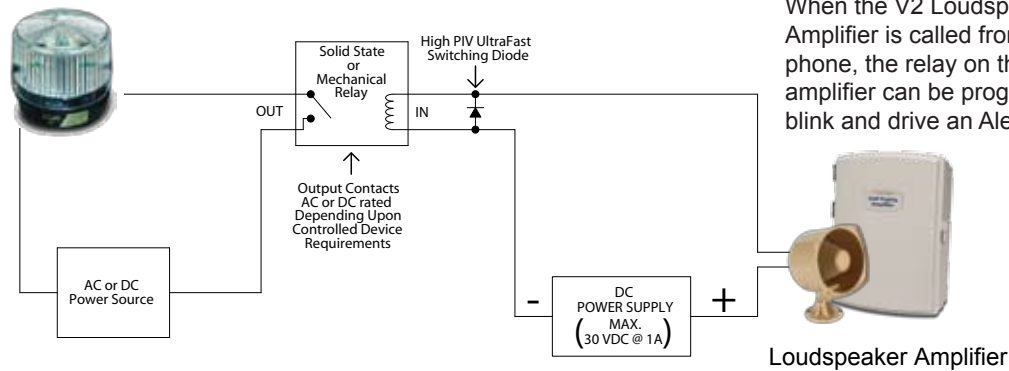 When the V2 Loudsp
Amplifier is called fro
phone, the relay on th
amplifier can be prog
blink and drive an Ale
Solid State
or
Mechanical
Relay
High PIV UltraFast
Switching Diode
OUT
IN
Output Contacts
AC or DC rated
Depending Upon
Controlled Device
Requirements
AC or DC
Power Source
-
DC
POWER SUPPLY
MAX.
(30 VDC @ 1A)
+
Loudspeaker Amplifier